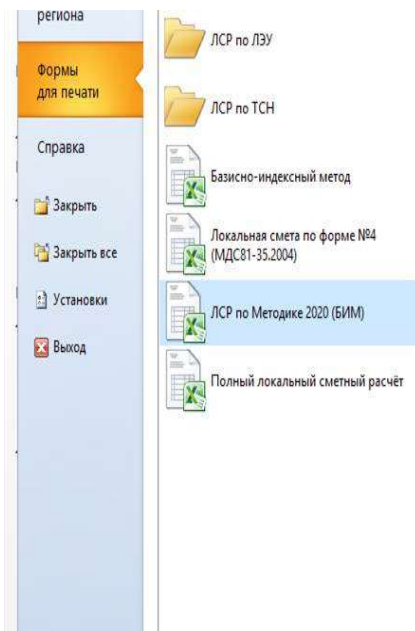 региона
Формы
для печати
Справка
Закрыть
Закрыть все
Установки
Выход
ЛСР по ЛЭУ
ЛСР по ТСН
Базисно-индексный метод
Локальная смета по форме №4
(МДС81-35.2004)
ЛСР по Методике 2020 (БИМ)
Полный локальный сметный расчёт